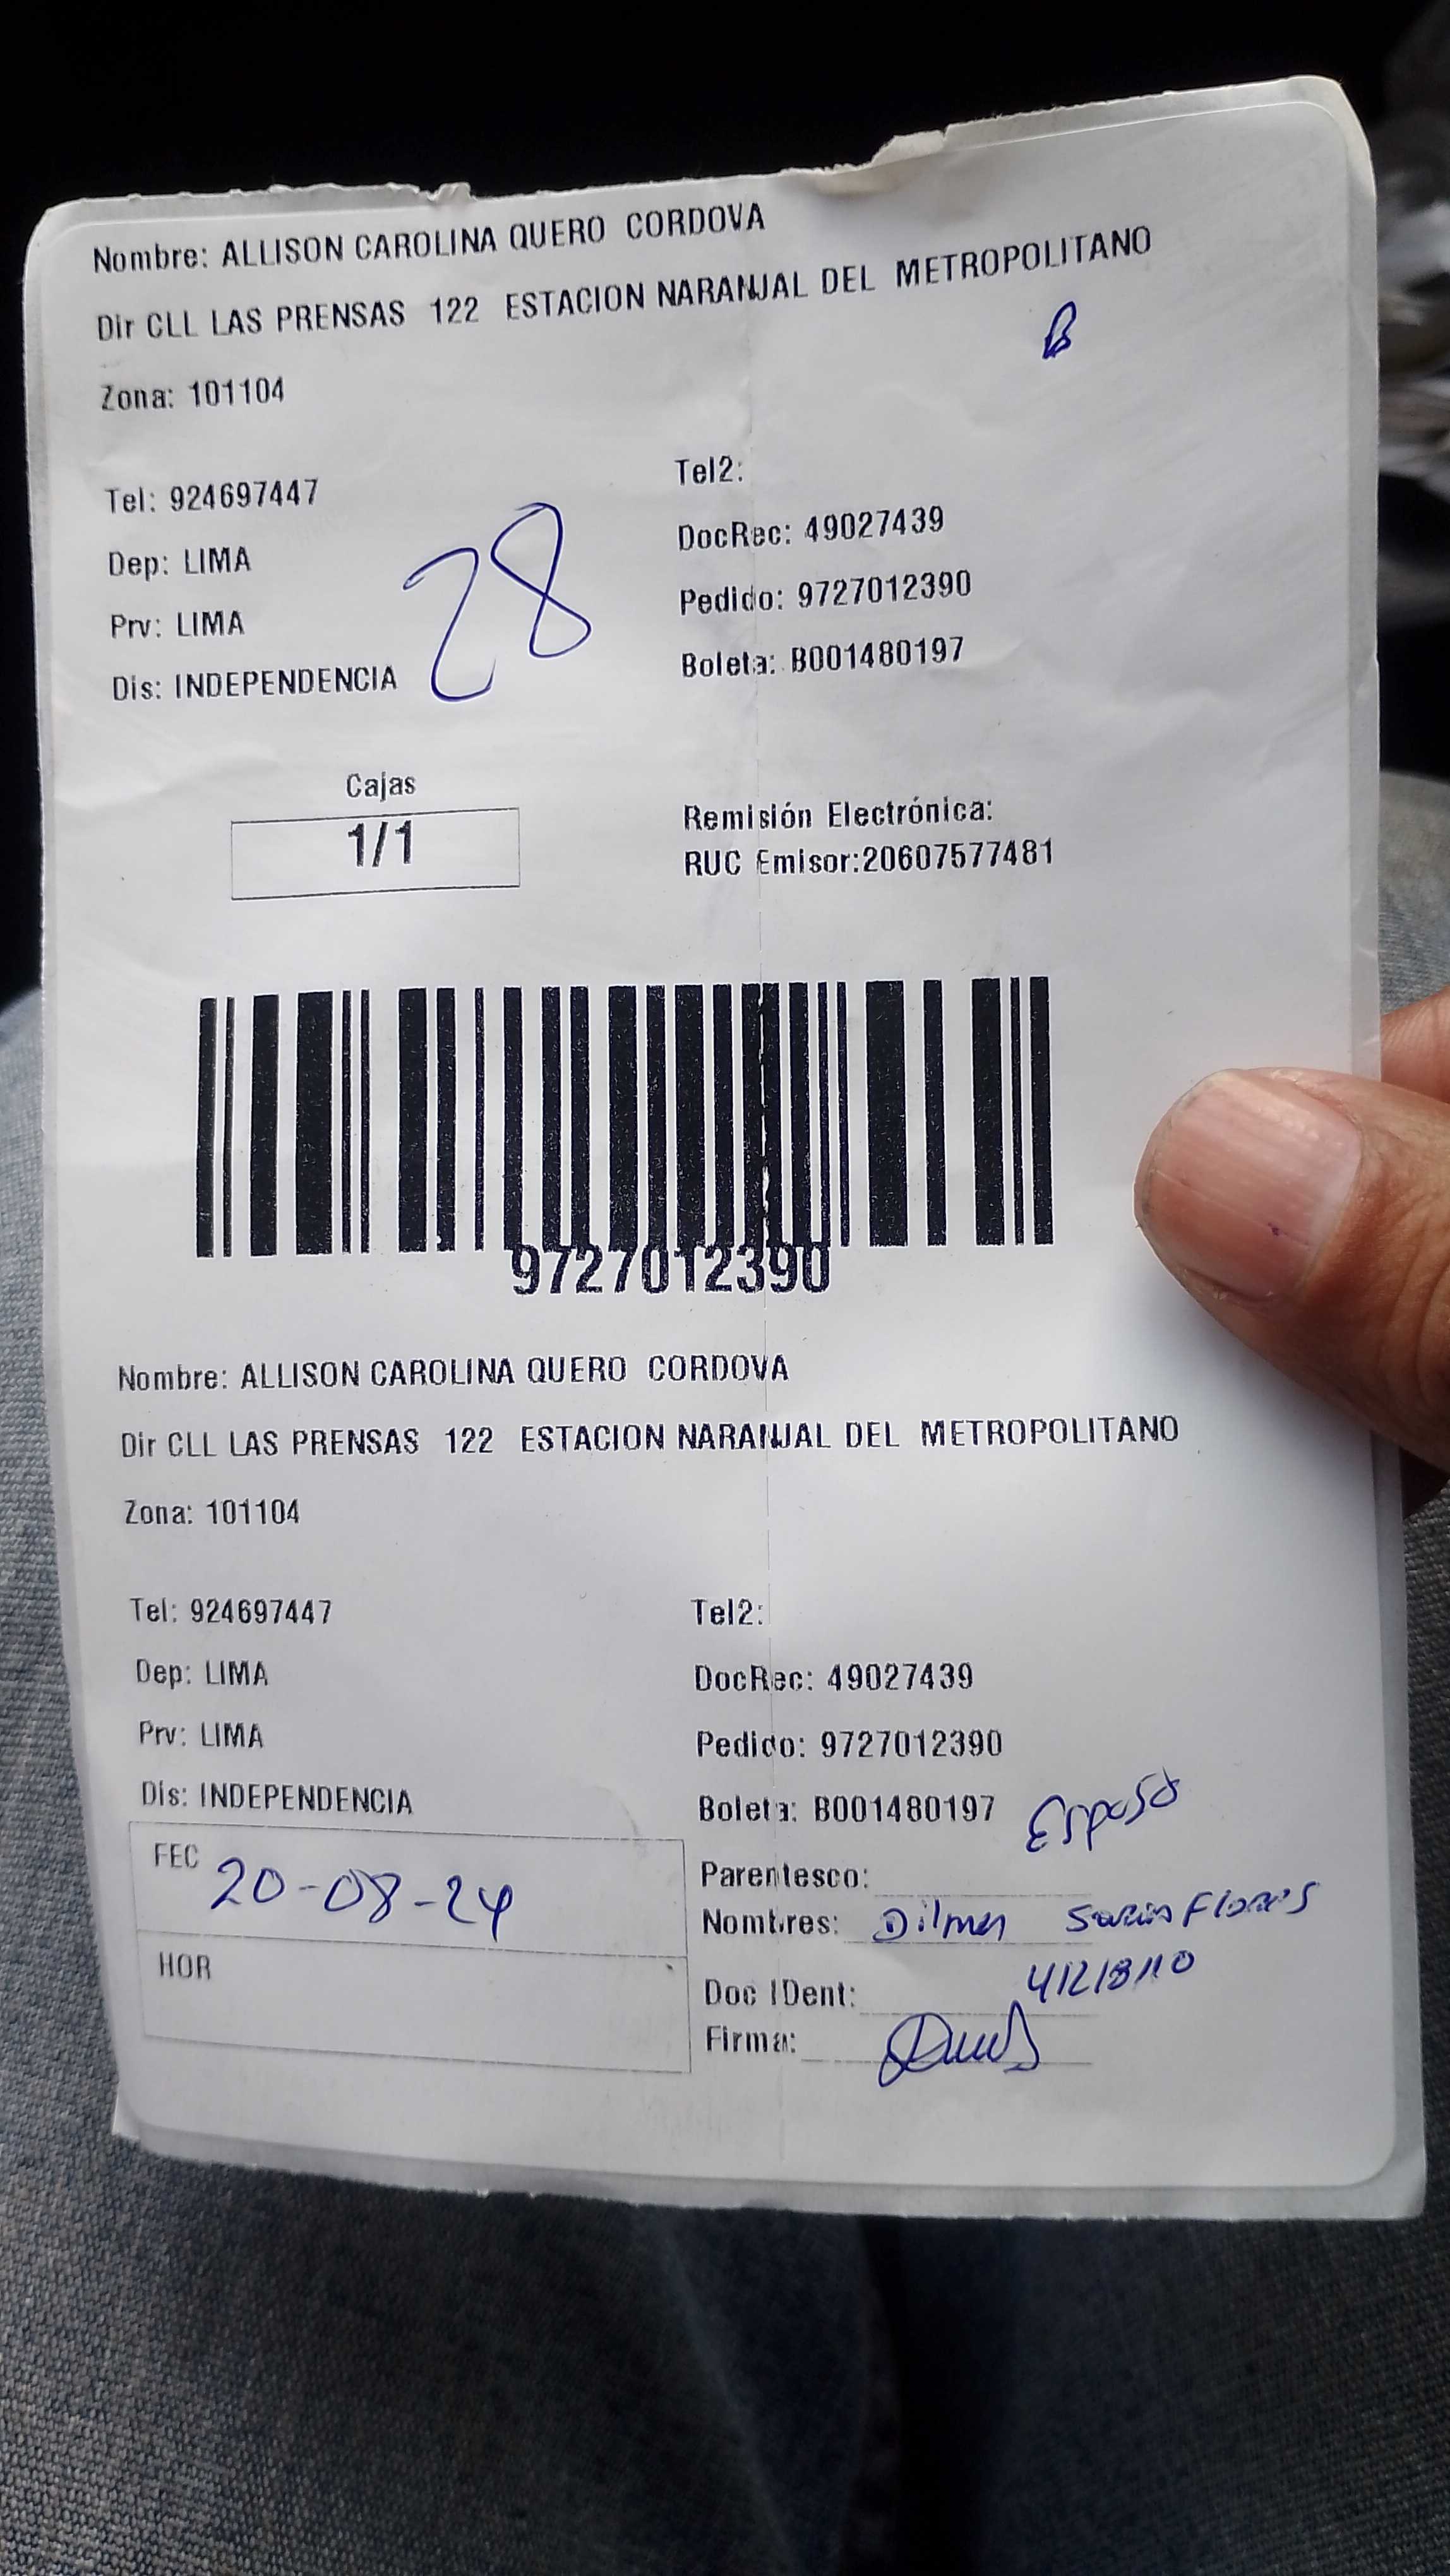 Nombre: ALLISON CAROLINA QUERO CORDOVA
Dir CLL LAS PRENSAS 122 ESTACION NARANJAL DEL METROPOLITANO
Zona: 101104
Tel: 924697447
Tel2:
Dep: LIMA
DocRec: 49027439
Prv: LIMA
Pedido: 9727012390
Dis: INDEPENDENCIA
Boleta: B001480197
28
Cajas
1/1
Remisión Electrónica:
RUC Emisor:20607577481
9727012390
Nombre: ALLISON CAROLINA QUERO CORDOVA
Dir CLL LAS PRENSAS 122 ESTACION NARANJAL DEL METROPOLITANO
Zona: 101104
Tel: 924697447
Tel2:
Dep: LIMA
DocRec: 49027439
Prv: LIMA
Pedido: 9727012390
Dis: INDEPENDENCIA
Boleta: B001480197
FEC 20-08-24
HOR
Esposo
Parentesco:
Nombres: Dilmer Flores
Doc IDent: 41218110
Firma: